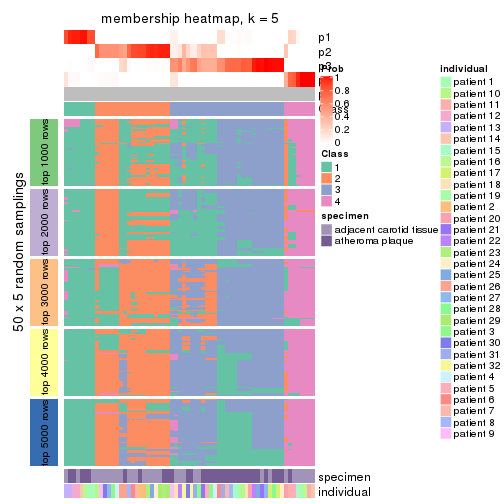 membership heatmap, k = 5
p1
p2
p3
p4
Prob
1
0.8
0.6
0.4
0.2
0
Class
Class
1
2
3
4
specimen
adjacent carotid tissue
atheroma plaque
50 x 5 random samplings
top 1000 rows
top 2000 rows
top 3000 rows
top 4000 rows
top 5000 rows
specimen
individual
individual
patient 1
patient 10
patient 11
patient 12
patient 13
patient 14
patient 15
patient 16
patient 17
patient 18
patient 19
patient 2
patient 20
patient 21
patient 22
patient 23
patient 24
patient 25
patient 26
patient 27
patient 28
patient 29
patient 3
patient 30
patient 31
patient 32
patient 4
patient 5
patient 6
patient 7
patient 8
patient 9